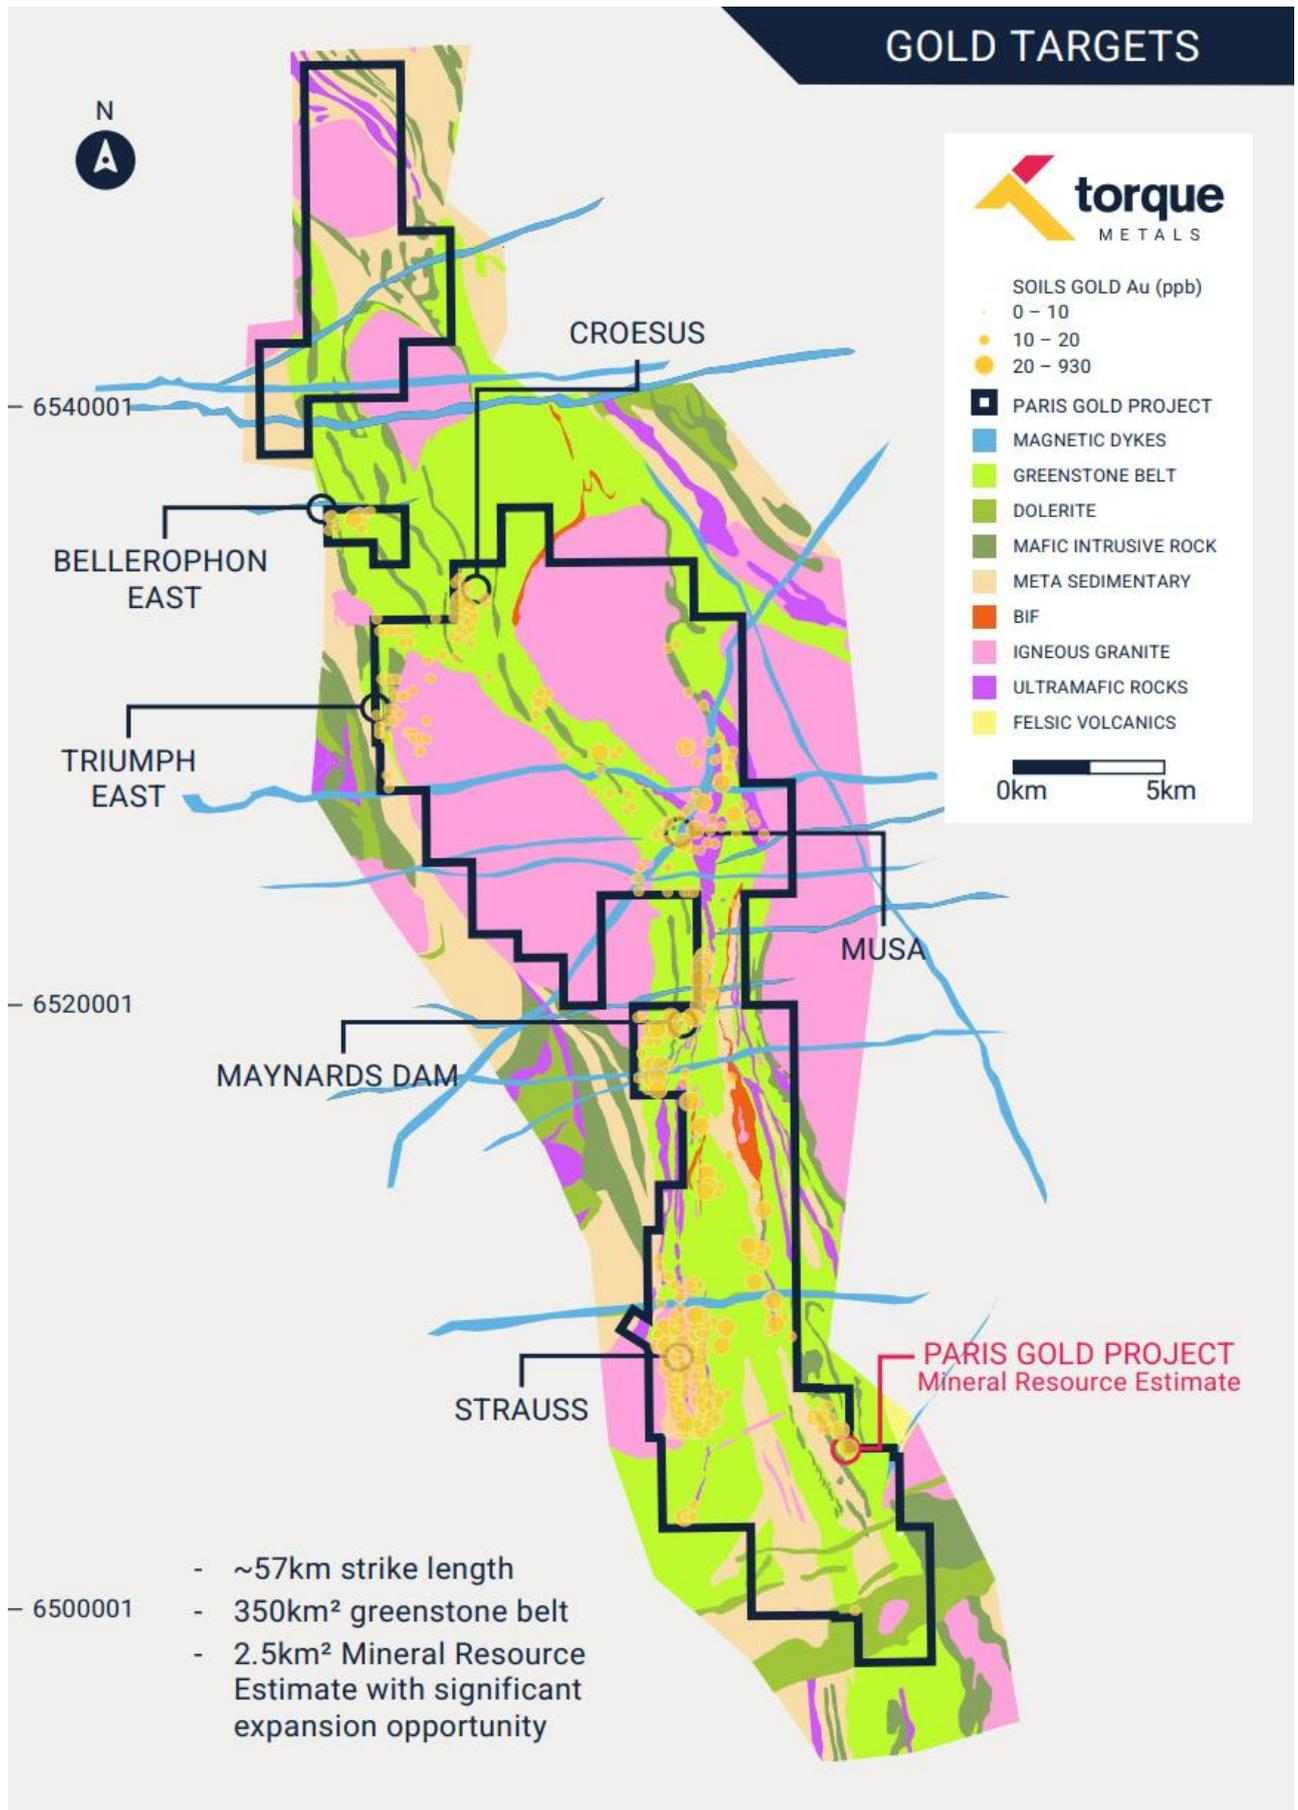 GOLD TARGETS
N
torque
METALS
SOILS GOLD Au (ppb)
0 – 10
10 – 20
20 – 930
PARIS GOLD PROJECT
MAGNETIC DYKES
GREENSTONE BELT
DOLERITE
MAFIC INTRUSIVE ROCK
META SEDIMENTARY
BIF
IGNEOUS GRANITE
ULTRAMAFIC ROCKS
FELSIC VOLCANICS
0km 5km
CROESUS
6540001
BELLEROPHON
EAST
TRIUMPH
EAST
MUSA
6520001
MAYNARDS DAM
PARIS GOLD PROJECT
Mineral Resource Estimate
STRAUSS
- ~57km strike length
6500001
- 350km² greenstone belt
- 2.5km² Mineral Resource
Estimate with significant
expansion opportunity